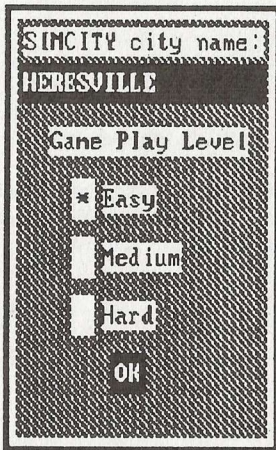 SIMCITY city name:
HERESVILLE
Game Play Level
* Easy
Medium
Hard
OK